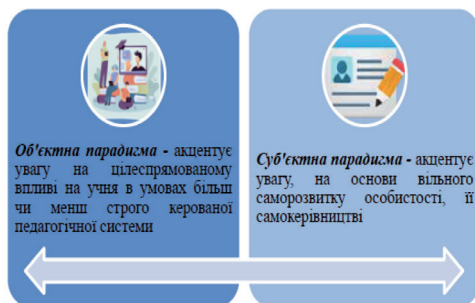 Об'єктна парадигма - акцентує
увагу на цілеспрямованому
впливі на учня в умовах більш
чи менш строго керованої
педагогічної системи
Суб'єктна парадигма - акцентує
увагу, на основи вільного
саморозвитку особистості, її
самокерівництві